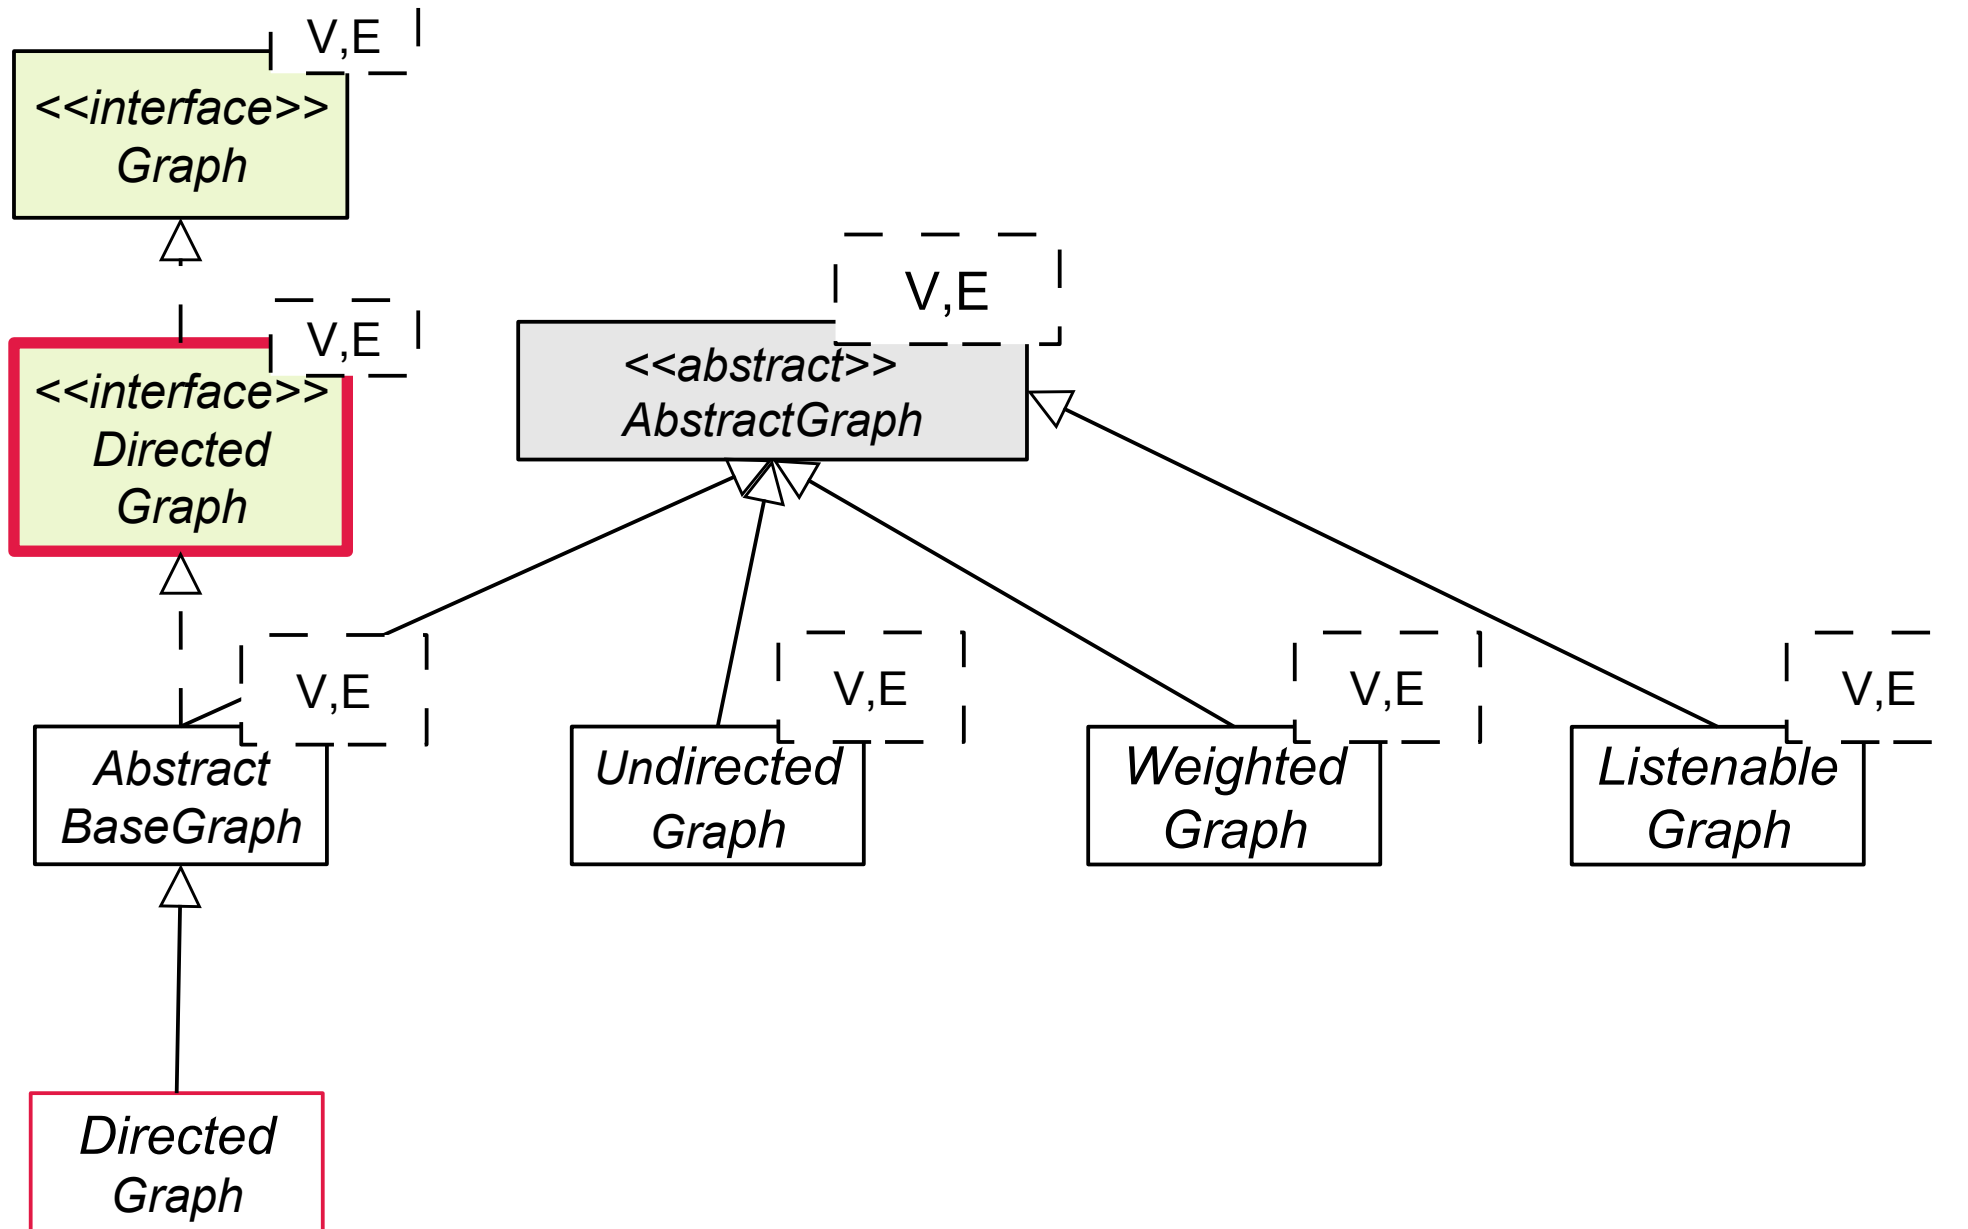 V,E
<<interface>>
Graph
V,E
<<interface>>
Directed
Graph
V,E
<<abstract>>
AbstractGraph
V,E
Abstract
BaseGraph
V,E
Undirected
Graph
V,E
Weighted
Graph
V,E
Listenable
Graph
Directed
Graph